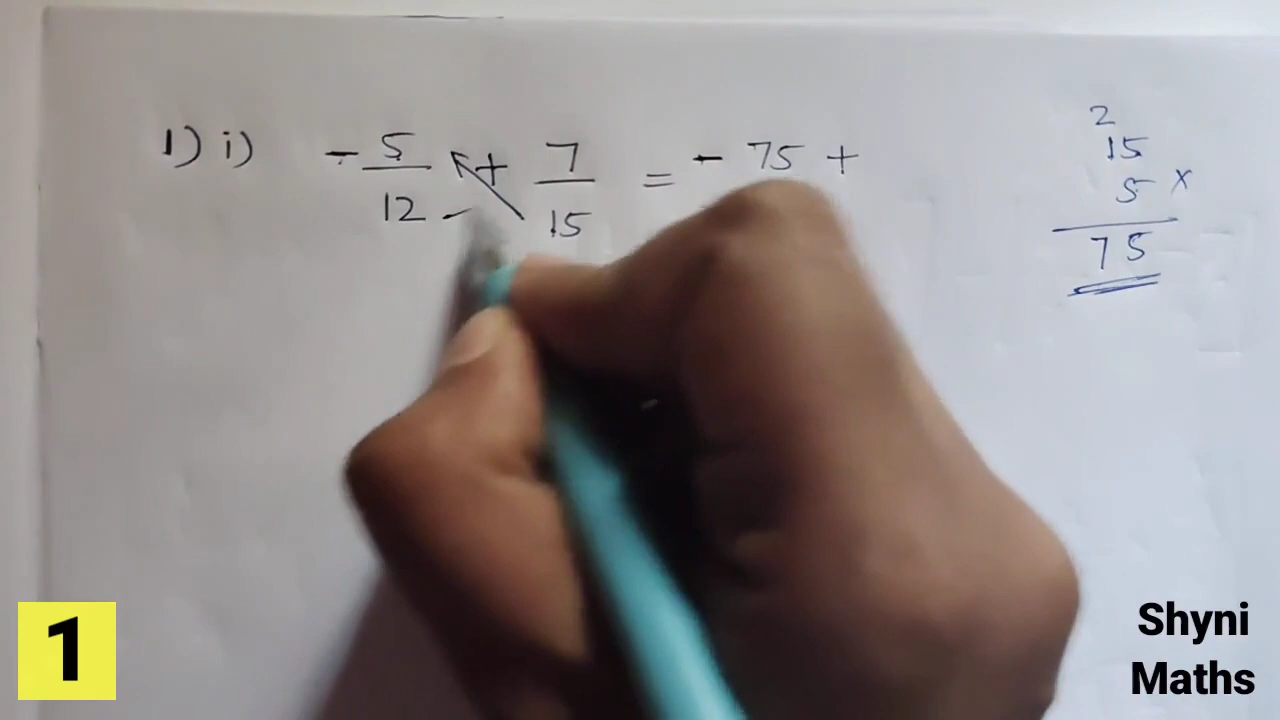 1) i) - 5/12 + 7/15 = - 75 +
2
15
5 x
75
1
Shyni
Maths